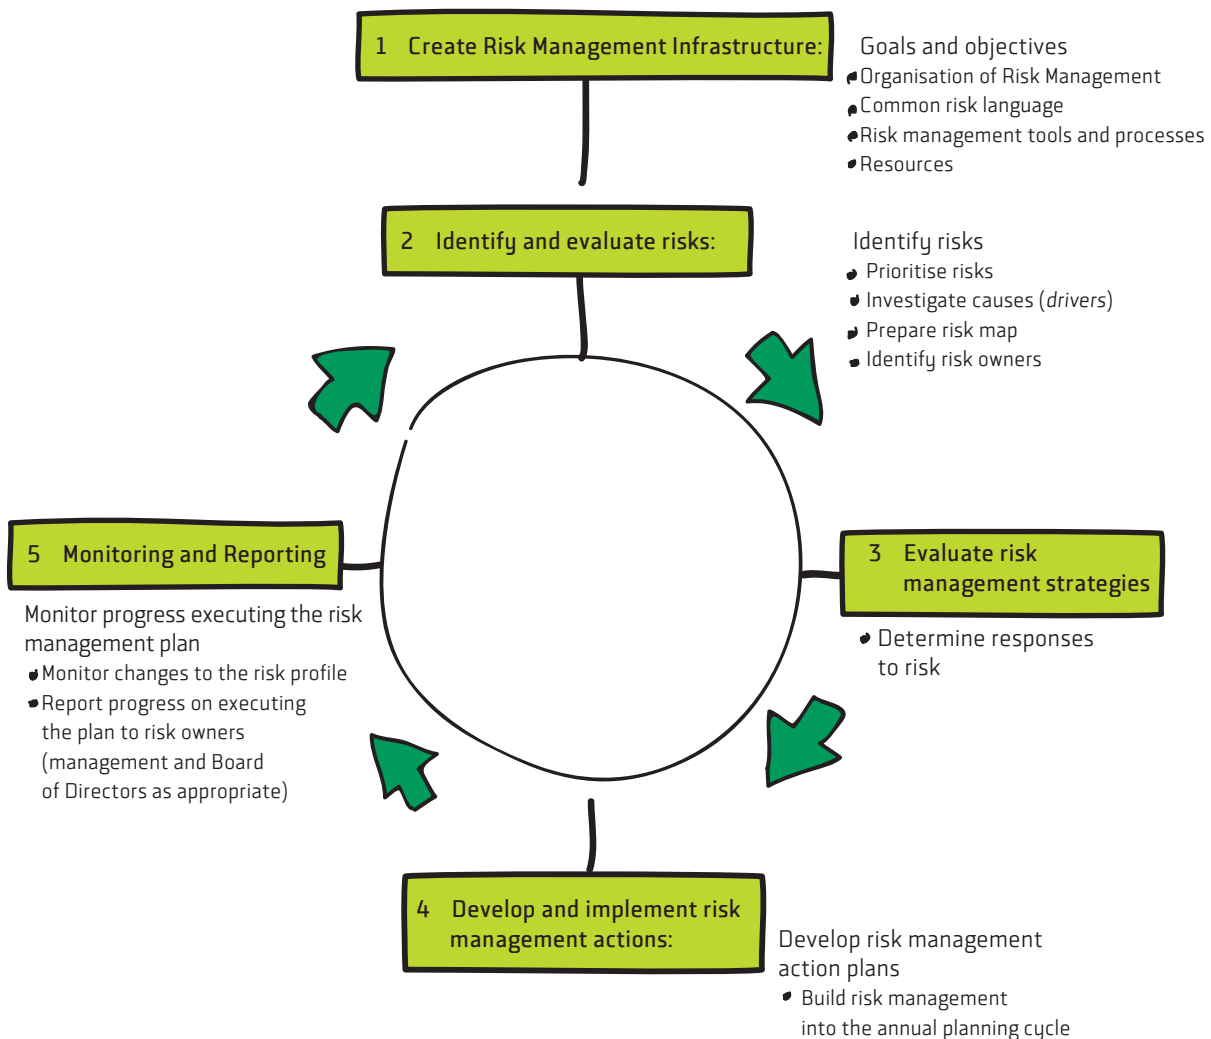 1 Create Risk Management Infrastructure:
Goals and objectives
Organisation of Risk Management
Common risk language
Risk management tools and processes
Resources
2 Identify and evaluate risks:
Identify risks
Prioritise risks
Investigate causes (drivers)
Prepare risk map
Identify risk owners
3 Evaluate risk
management strategies
Determine responses
to risk
4 Develop and implement risk
management actions:
Develop risk management
action plans
Build risk management
into the annual planning cycle
5 Monitoring and Reporting
Monitor progress executing the risk
management plan
Monitor changes to the risk profile
Report progress on executing
the plan to risk owners
(management and Board
of Directors as appropriate)